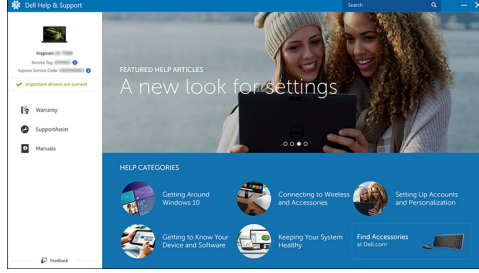 Dell Help & Support
Search
Inspiron
Service Tag
Express Service Code
Important drivers are current
Warranty
SupportAssist
Manuals
Feedback
FEATURED HELP ARTICLES
A new look for settings
HELP CATEGORIES
Getting Around
Windows 10
Connecting to Wireless
and Accessories
Setting Up Accounts
and Personalization
Getting to Know Your
Device and Software
Keeping Your System
Healthy
Find Accessories
at Dell.com